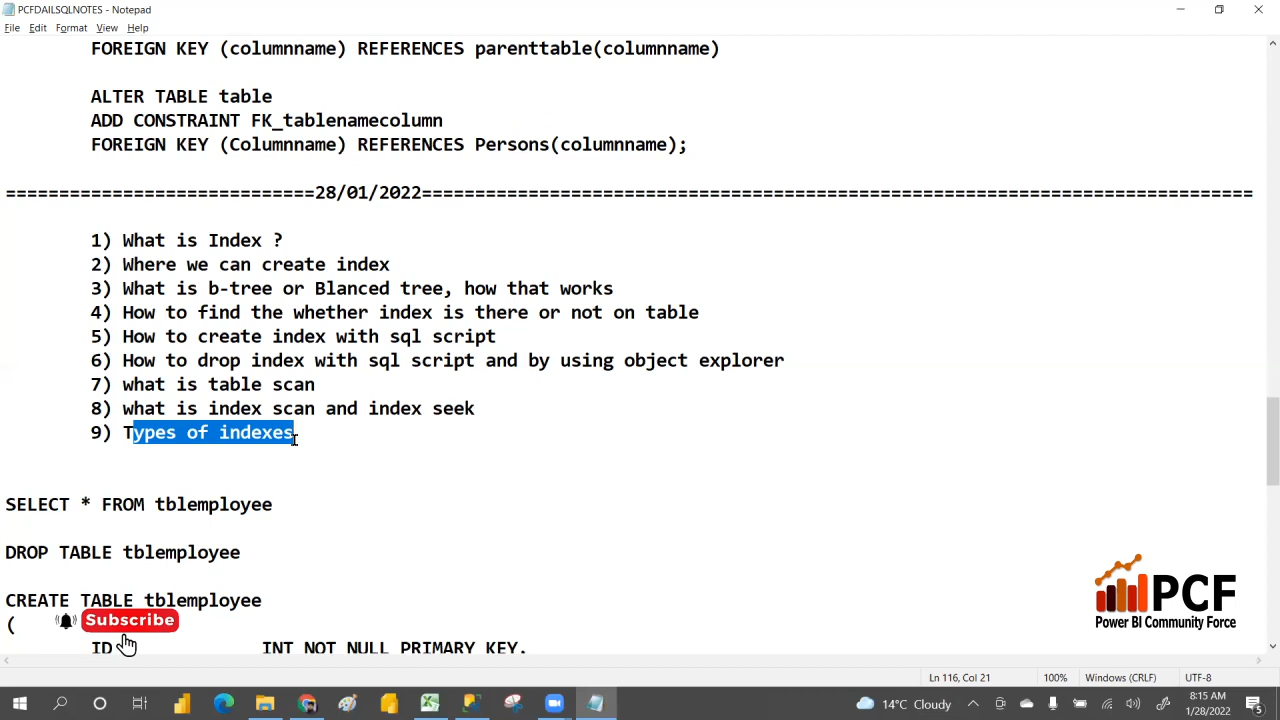 PCFDAILSQLNOTES - Notepad
File Edit Format View Help
FOREIGN KEY (columnname) REFERENCES parenttable(columnname)
ALTER TABLE table
ADD CONSTRAINT FK_tablenamecolumn
FOREIGN KEY (Columnname) REFERENCES Persons(columnname);
=============================28/01/2022==============================================================================
1) What is Index ?
2) Where we can create index
3) What is b-tree or Blanced tree, how that works
4) How to find the whether index is there or not on table
5) How to create index with sql script
6) How to drop index with sql script and by using object explorer
7) what is table scan
8) what is index scan and index seek
9) Types of indexes
SELECT * FROM tblemployee
DROP TABLE tblemployee
CREATE TABLE tblemployee
(
Subscribe
ID INT NOT NULL PRIMARY KEY,
PCF
Power BI Community Force
Ln 116, Col 21 100% Windows (CRLF) UTF-8
14°C Cloudy
8:15 AM
1/28/2022
5